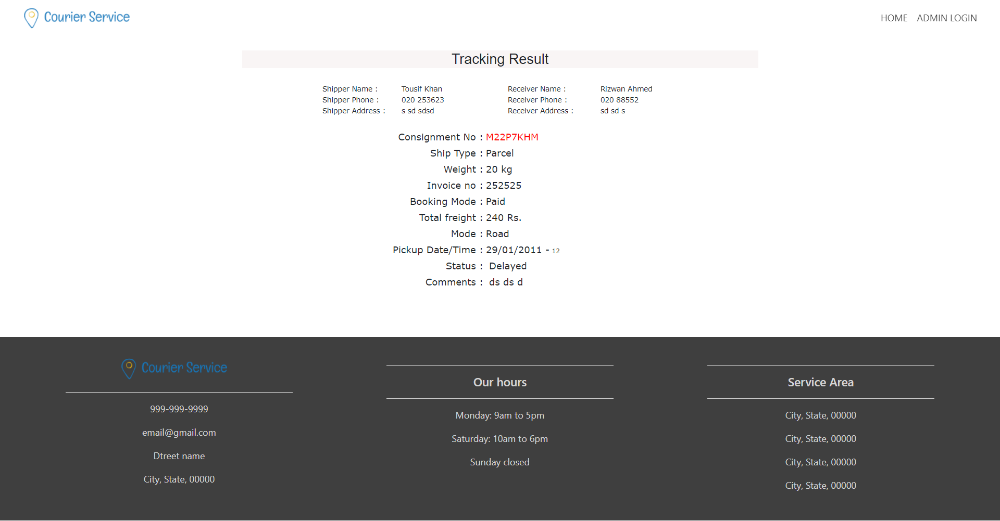 Courier Service
HOME ADMIN LOGIN
Tracking Result
Shipper Name : Tousif Khan Receiver Name : Rizwan Ahmed
Shipper Phone : 020 253623 Receiver Phone : 020 88552
Shipper Address : s sd sdsd Receiver Address : sd sd s
Consignment No : M22P7KHM
Ship Type : Parcel
Weight : 20 kg
Invoice no : 252525
Booking Mode : Paid
Total freight : 240 Rs.
Mode : Road
Pickup Date/Time : 29/01/2011 - 12
Status : Delayed
Comments : ds ds d
Courier Service
999-999-9999
email@gmail.com
Dtreet name
City, State, 00000
Our hours
Monday: 9am to 5pm
Saturday: 10am to 6pm
Sunday closed
Service Area
City, State, 00000
City, State, 00000
City, State, 00000
City, State, 00000